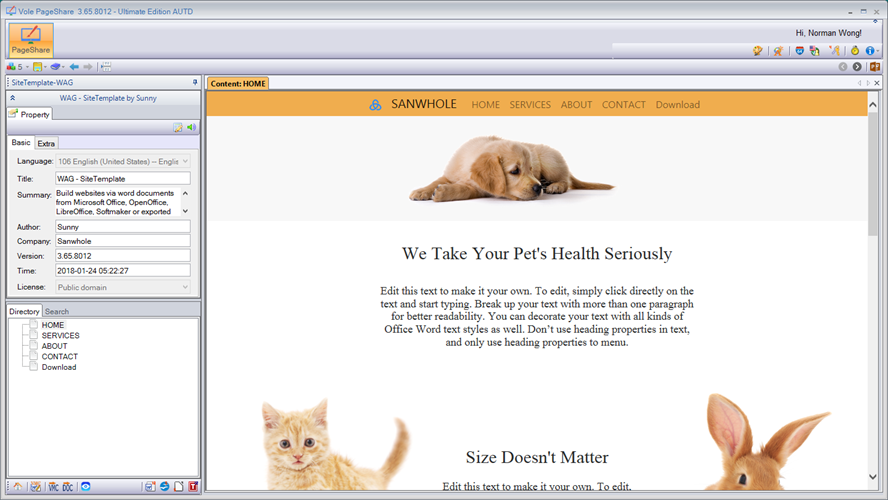 Vole PageShare 3.65.8012 - Ultimate Edition AUTD
PageShare
Hi, Norman Wong!
5
SiteTemplate-WAG
WAG - SiteTemplate by Sunny
Property
Basic
Extra
Language: 106 English (United States) -- Englis
Title: WAG - SiteTemplate
Summary: Build websites via word documents
from Microsoft Office, OpenOffice,
LibreOffice, Softmaker or exported
Author: Sunny
Company: Sanwhole
Version: 3.65.8012
Time: 2018-01-24 05:22:27
License: Public domain
Directory
Search
HOME
SERVICES
ABOUT
CONTACT
Download
Content: HOME
SANWHOLE HOME SERVICES ABOUT CONTACT Download
We Take Your Pet's Health Seriously
Edit this text to make it your own. To edit, simply click directly on the
text and start typing. Break up your text with more than one paragraph
for better readability. You can decorate your text with all kinds of
Office Word text styles as well. Don’t use heading properties in text,
and only use heading properties to menu.
Size Doesn't Matter
Edit this text to make it your own. To edit,